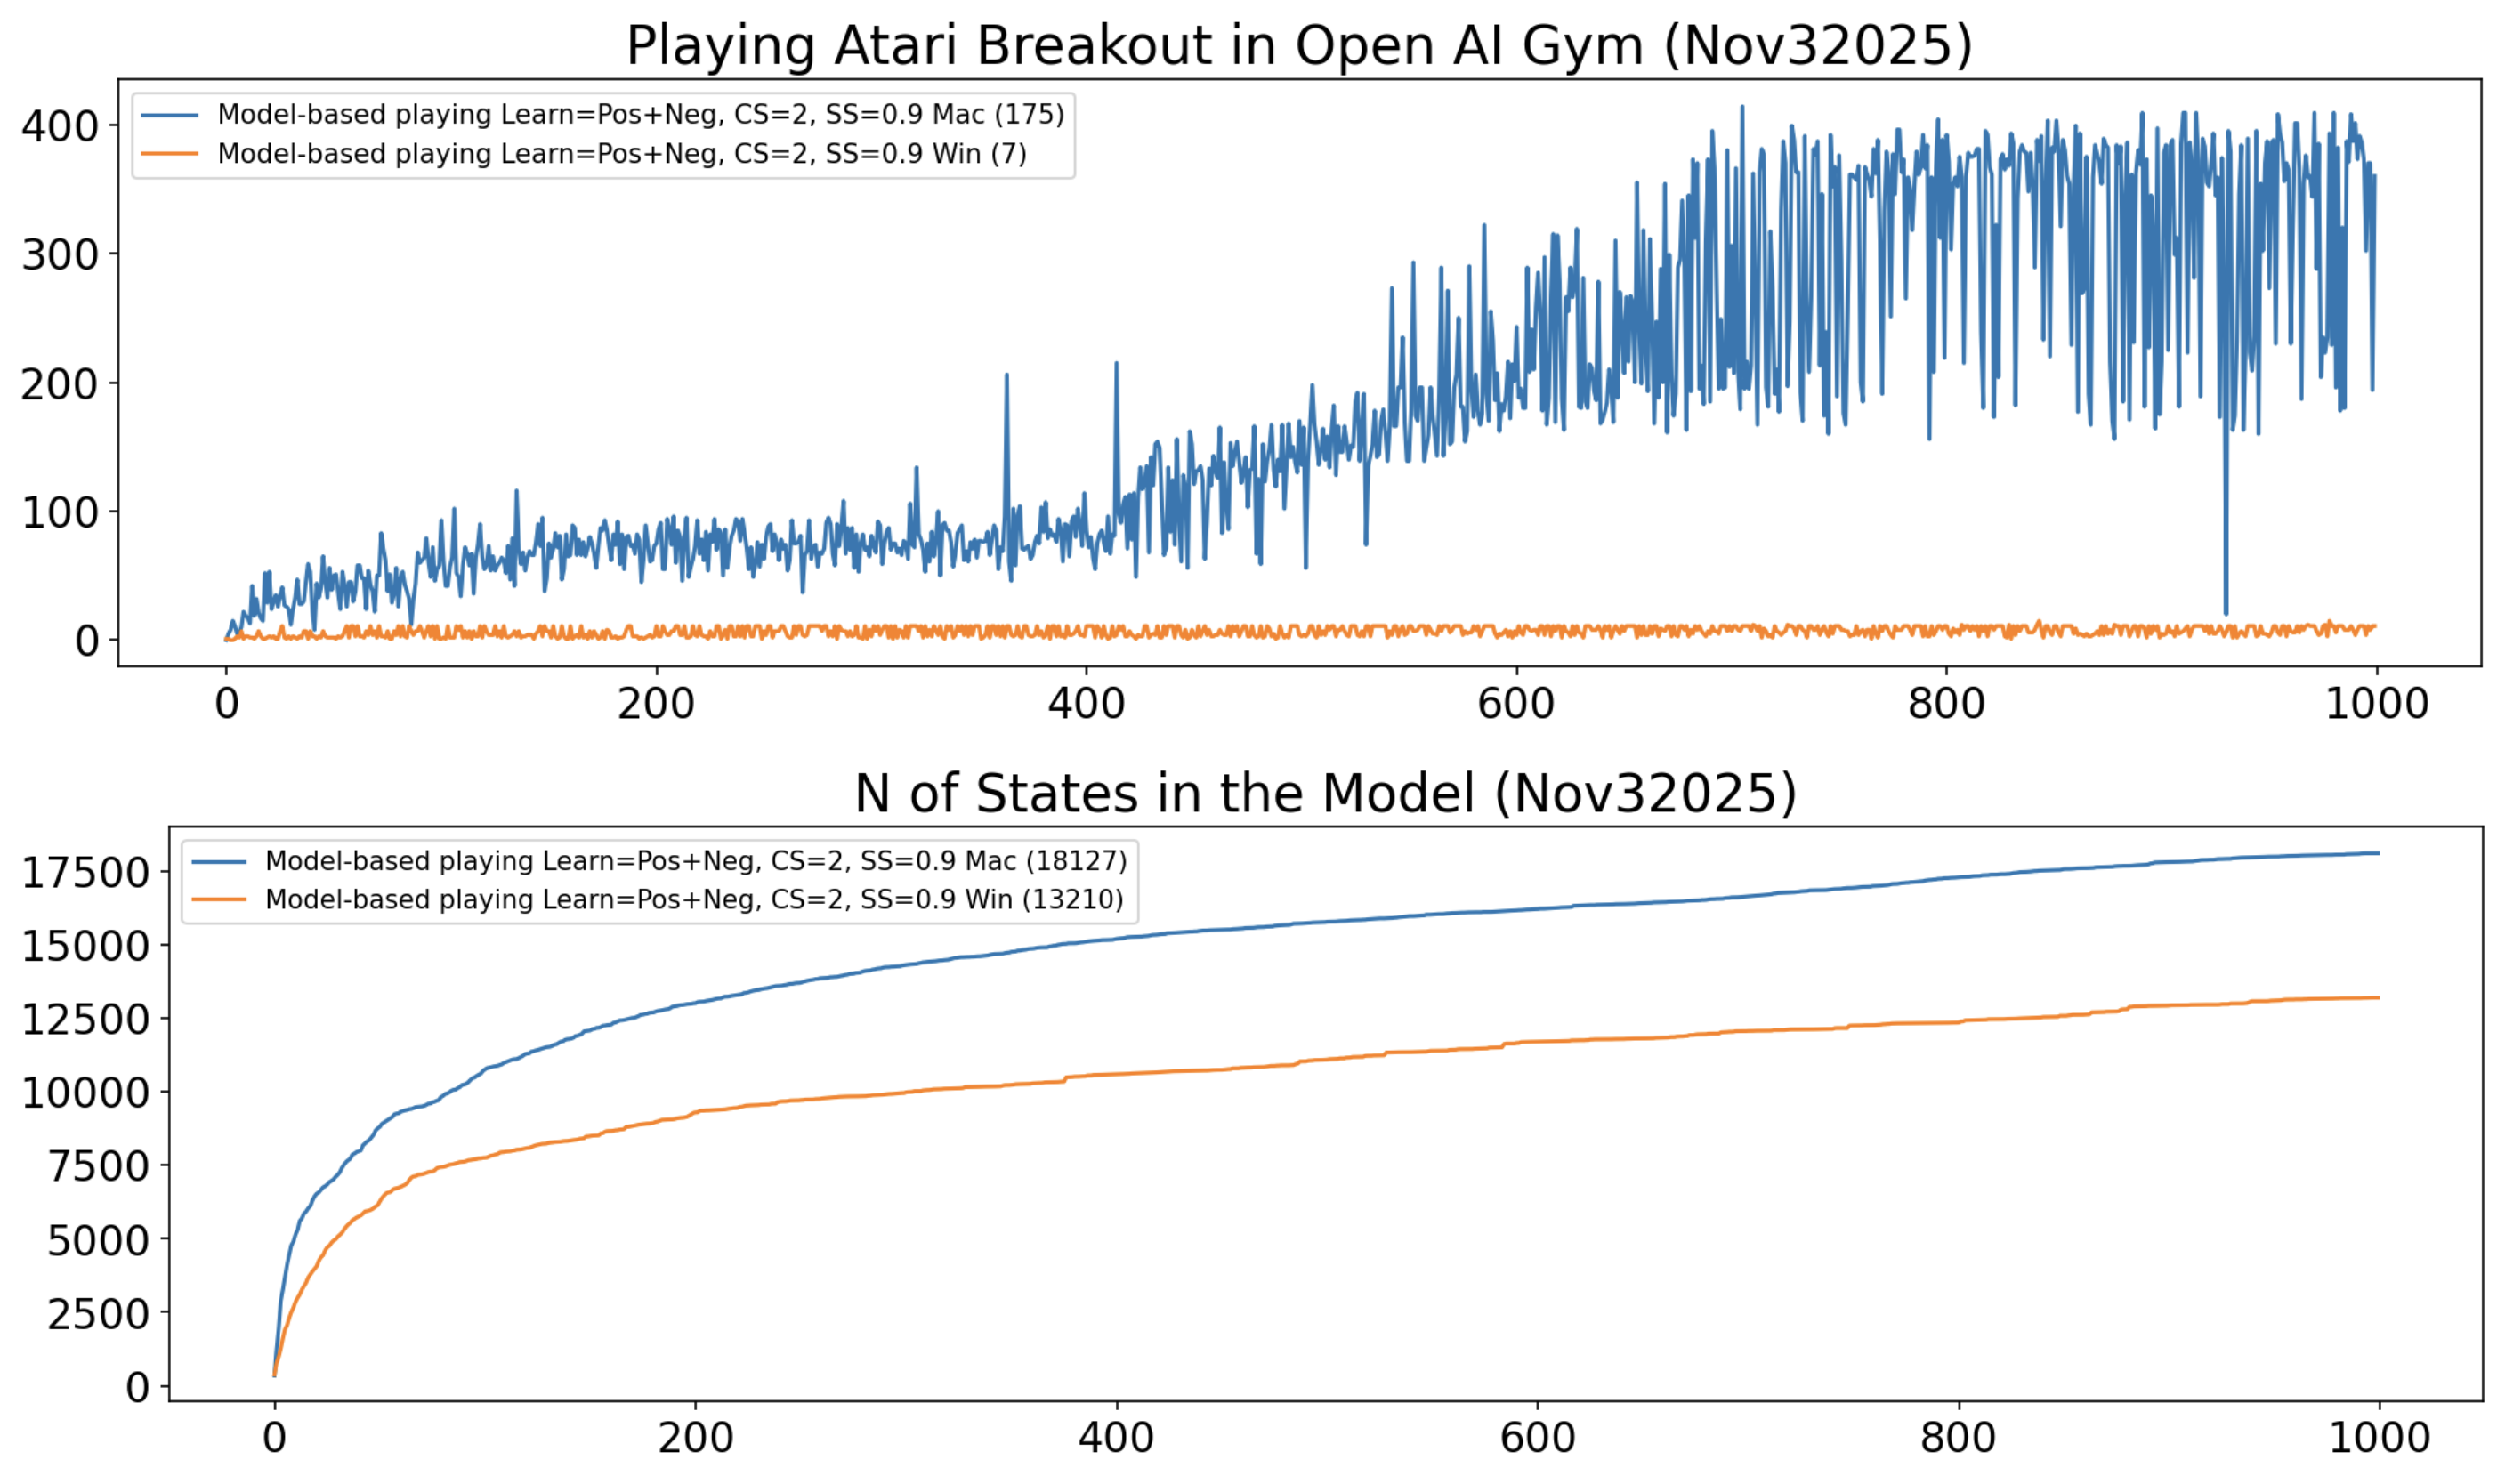 Playing Atari Breakout in Open AI Gym (Nov32025)
Model-based playing Learn=Pos+Neg, CS=2, SS=0.9 Mac (175)
Model-based playing Learn=Pos+Neg, CS=2, SS=0.9 Win (7)
400
300
200
100
0
0 200 400 600 800 1000
N of States in the Model (Nov32025)
Model-based playing Learn=Pos+Neg, CS=2, SS=0.9 Mac (18127)
Model-based playing Learn=Pos+Neg, CS=2, SS=0.9 Win (13210)
17500
15000
12500
10000
7500
5000
2500
0
0 200 400 600 800 1000